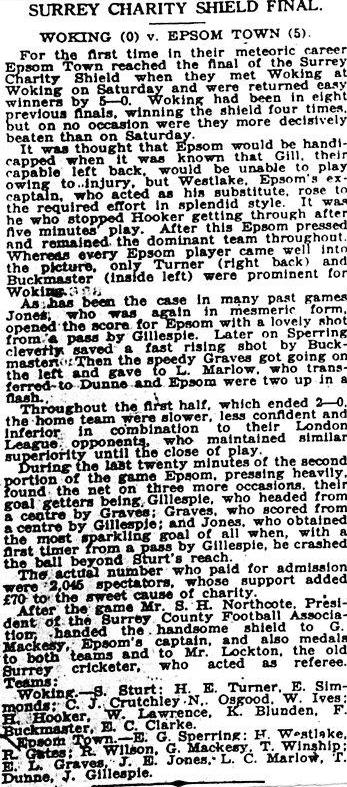 SURREY CHARITY SHIELD FINAL.
WOKING (0) v. EPSOM TOWN (5).
For the first time in their meteoric career
Epsom Town reached the final of the Surrey
Charity Shield when they met Woking at
Woking on Saturday and were returned easy
winners by 5—0. Woking had been in eight
previous finals, winning the shield four times,
but on no occasion were they more decisively
beaten than on Saturday.
It was thought that Epsom would be handi-
capped when it was known that Gill, their
capable left back, would be unable to play
owing to injury, but Westlake, Epsom's ex-
captain, who acted as his substitute, rose to
the required effort in splendid style. It was
he who stopped Hooker getting through after
five minutes' play. After this Epsom pressed
and remained the dominant team throughout.
Whereas every Epsom player came well into
the picture, only Turner (right back) and
Buckmaster (inside left) were prominent for
Woking.
As has been the case in many past games
Jones, who was again in mesmeric form,
opened the score for Epsom with a lovely shot
from a pass by Gillespie. Later on Sperring
cleverly saved a fast rising shot by Buck-
master. Then the speedy Graves got going on
the left and gave to L. Marlow, who trans-
ferred to Dunne and Epsom were two up in a
flash.
Throughout the first half, which ended 2—0,
the home team were slower, less confident and
inferior in combination to their London
League opponents, who maintained similar
superiority until the close of play.
During the last twenty minutes of the second
portion of the game Epsom, pressing heavily,
found the net on three more occasions, their
goal getters being Gillespie, who headed from
a centre by Graves; Graves, who scored from
a centre by Gillespie; and Jones, who obtained
the most sparkling goal of all when, with a
first timer from a pass by Gillespie, he crashed
the ball beyond Sturt's reach.
The actual number who paid for admission
were 2,045 spectators, whose support added
£70 to the sweet cause of charity.
After the game Mr. S. H. Northcote, Presi-
dent of the Surrey County Football Associa-
tion, handed the handsome shield to G.
Mackesy, Epsom's captain, and also medals
to both teams and to Mr. Lockton, the old
Surrey cricketer, who acted as referee.
Teams:
Woking.—S. Sturt; H. E. Turner, E. Sim-
monds; C. J. Crutchley N. Osgood, W. Ives;
H. Hooker, W. Lawrence, K. Blunden, F.
Buckmaster, E. C. Clarke.
Epsom Town.—E. G. Sperring; H. Westlake,
R. Gates; R. Wilson, G. Mackesy, T. Winship;
E. L. Graves, J. E. Jones, L. C. Marlow, T.
Dunne, J. Gillespie.